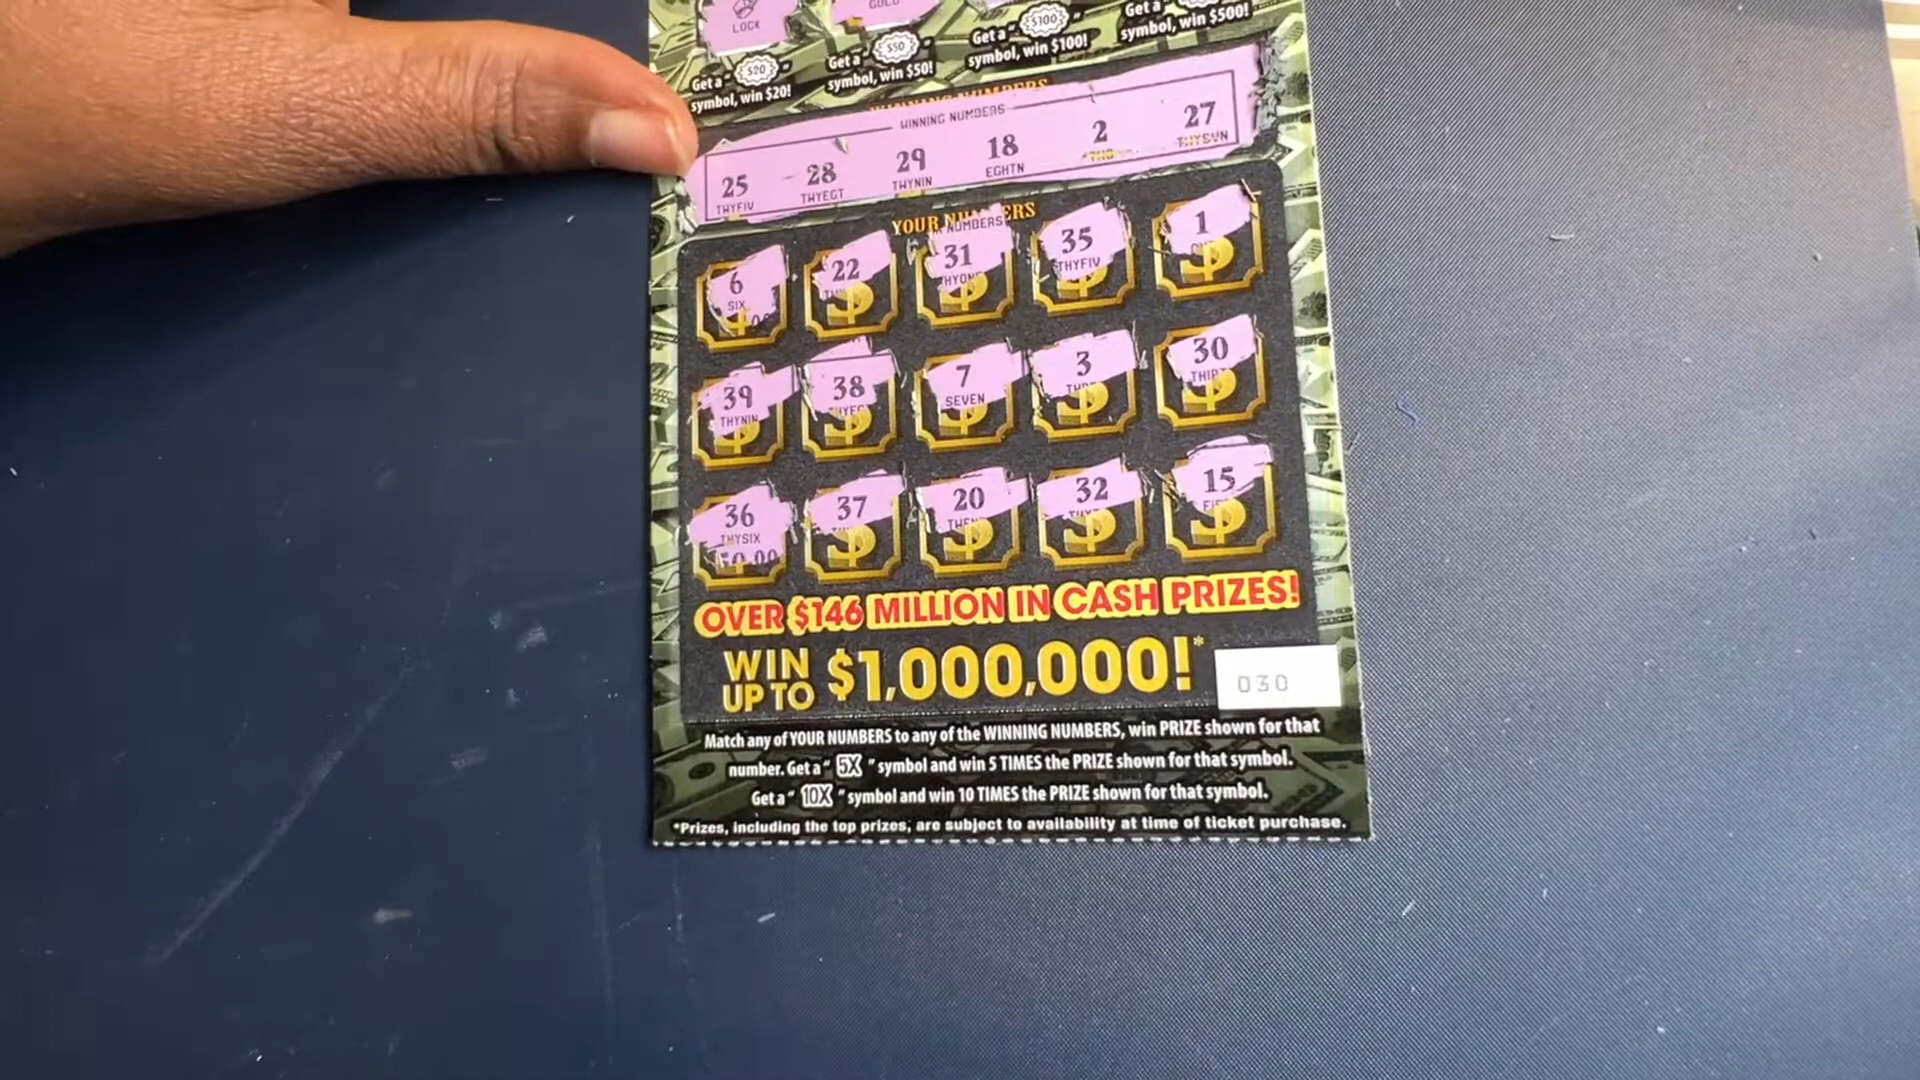 LOCK
GOLD
Get a "$20" symbol, win $20!
Get a "$50" symbol, win $50!
Get a "$100" symbol, win $100!
Get a symbol, win $500!
WINNING NUMBERS
25 28 29 18 2 27
TWYFIV TWYEGT TWYNIN EGHTN TWYSVN
YOUR NUMBERS
6 22 31 35 1
SIX THYFIV
39 38 7 3 30
THYNIN SEVEN
36 37 20 32 15
THYSIX
OVER $146 MILLION IN CASH PRIZES!
WIN UP TO $1,000,000!*
030
Match any of YOUR NUMBERS to any of the WINNING NUMBERS, win PRIZE shown for that
number. Get a "5X" symbol and win 5 TIMES the PRIZE shown for that symbol.
Get a "10X" symbol and win 10 TIMES the PRIZE shown for that symbol.
*Prizes, including the top prizes, are subject to availability at time of ticket purchase.